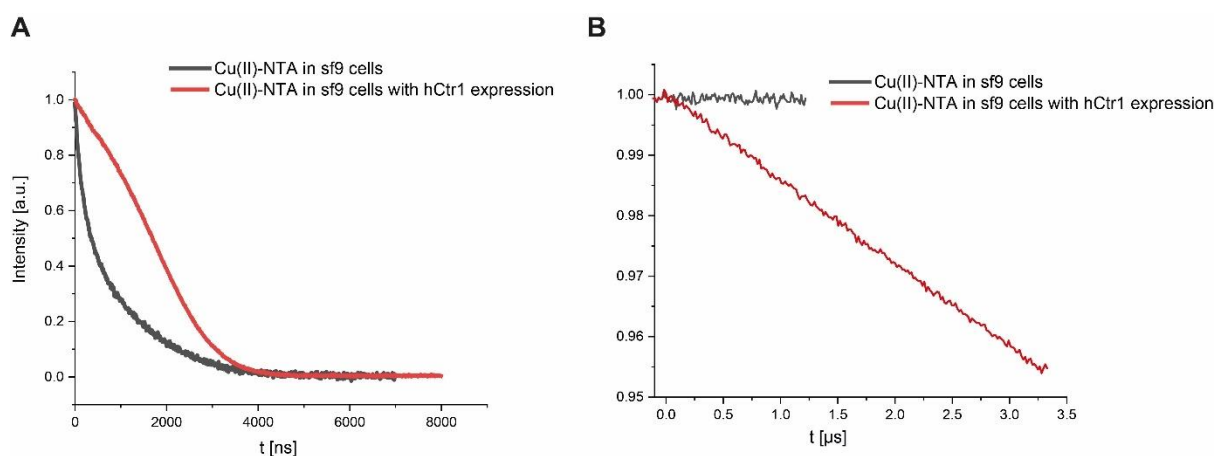 A
Cu(II)-NTA in sf9 cells
Cu(II)-NTA in sf9 cells with hCtr1 expression
1.0
0.8
0.6
0.4
0.2
0.0
Intensity [a.u.]
0
2000
4000
6000
8000
t [ns]
B
Cu(II)-NTA in sf9 cells
Cu(II)-NTA in sf9 cells with hCtr1 expression
1.00
0.99
0.98
0.97
0.96
0.95
0.0
0.5
1.0
1.5
2.0
2.5
3.0
3.5
t [µs]